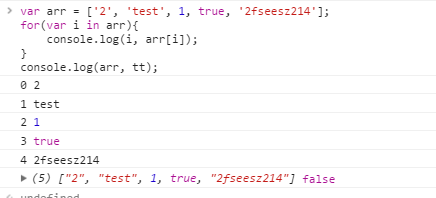 var arr = ['2', 'test', 1, true, '2fseesz214'];
for(var i in arr){
console.log(i, arr[i]);
}
console.log(arr, tt);
0 2
1 test
2 1
3 true
4 2fseesz214
(5) ["2", "test", 1, true, "2fseesz214"] false
undefined